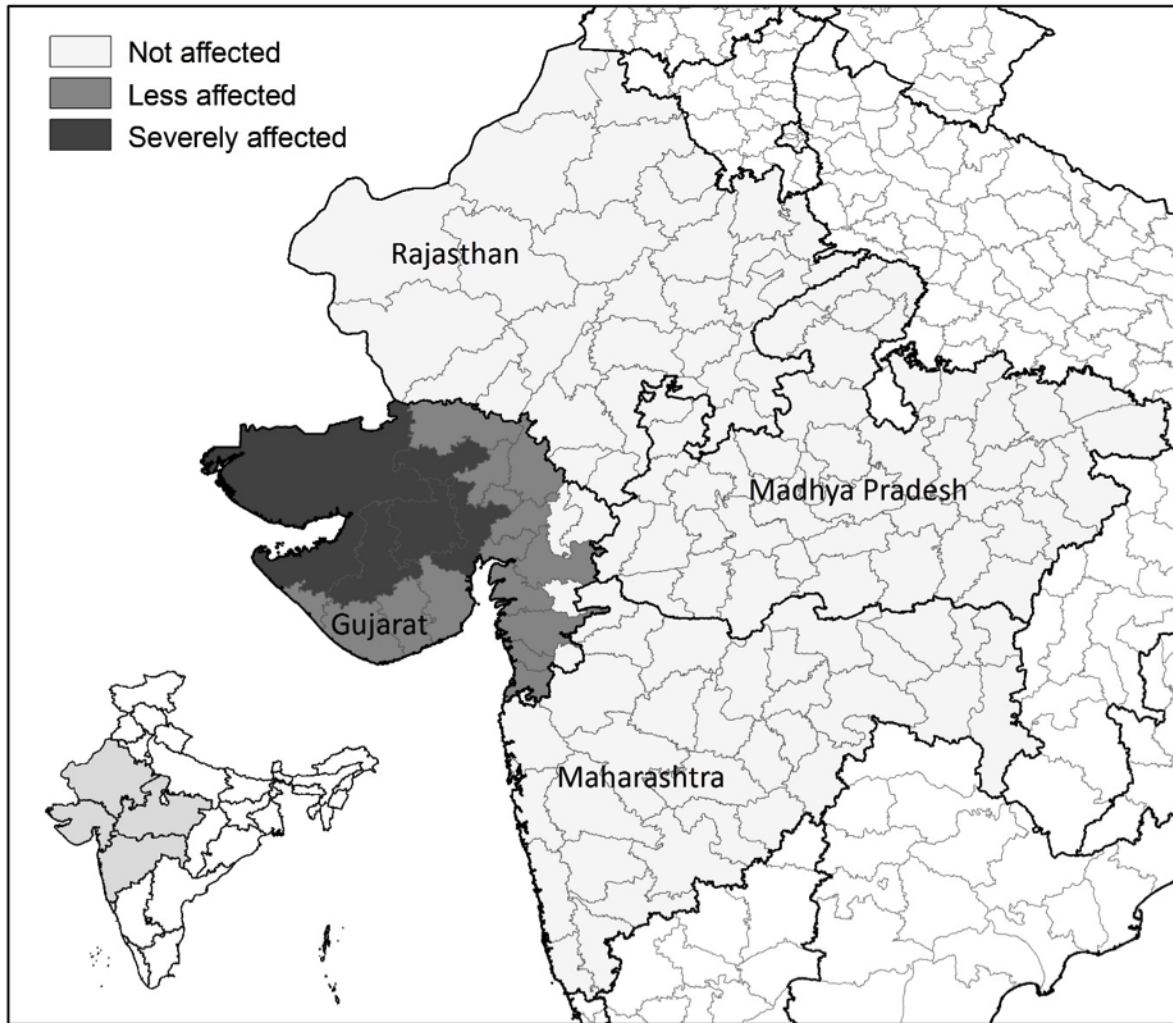 Not affected
Less affected
Severely affected
Rajasthan
Madhya Pradesh
Gujarat
Maharashtra